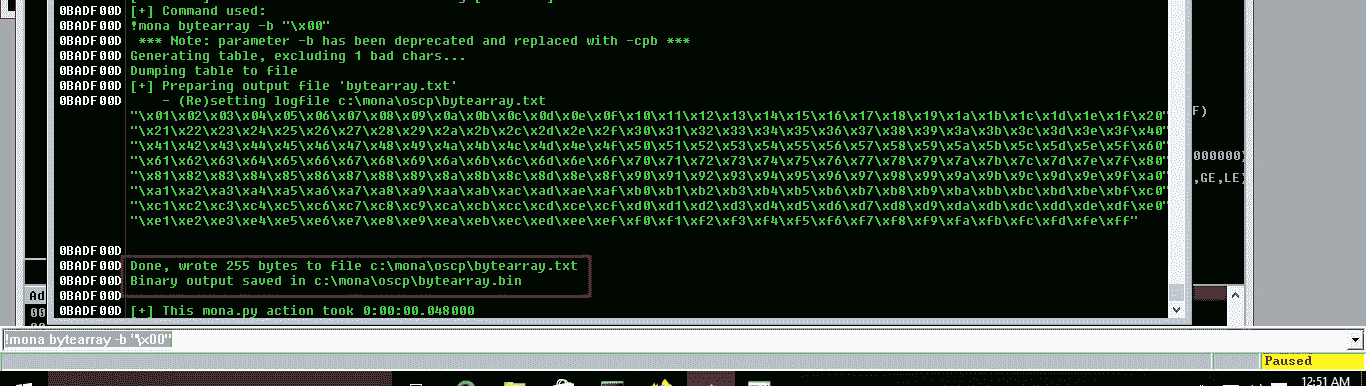 0BADF00D [+] Command used:
0BADF00D !mona bytearray -b "\x00"
0BADF00D *** Note: parameter -b has been deprecated and replaced with -cpb ***
0BADF00D Generating table, excluding 1 bad chars...
0BADF00D Dumping table to file
0BADF00D [+] Preparing output file 'bytearray.txt'
0BADF00D - (Re)setting logfile c:\mona\oscp\bytearray.txt
"\x01\x02\x03\x04\x05\x06\x07\x08\x09\x0a\x0b\x0c\x0d\x0e\x0f\x10\x11\x12\x13\x14\x15\x16\x17\x18\x19\x1a\x1b\x1c\x1d\x1e\x1f\x20"
"\x21\x22\x23\x24\x25\x26\x27\x28\x29\x2a\x2b\x2c\x2d\x2e\x2f\x30\x31\x32\x33\x34\x35\x36\x37\x38\x39\x3a\x3b\x3c\x3d\x3e\x3f\x40"
"\x41\x42\x43\x44\x45\x46\x47\x48\x49\x4a\x4b\x4c\x4d\x4e\x4f\x50\x51\x52\x53\x54\x55\x56\x57\x58\x59\x5a\x5b\x5c\x5d\x5e\x5f\x60"
"\x61\x62\x63\x64\x65\x66\x67\x68\x69\x6a\x6b\x6c\x6d\x6e\x6f\x70\x71\x72\x73\x74\x75\x76\x77\x78\x79\x7a\x7b\x7c\x7d\x7e\x7f\x80"
"\x81\x82\x83\x84\x85\x86\x87\x88\x89\x8a\x8b\x8c\x8d\x8e\x8f\x90\x91\x92\x93\x94\x95\x96\x97\x98\x99\x9a\x9b\x9c\x9d\x9e\x9f\xa0"
"\xa1\xa2\xa3\xa4\xa5\xa6\xa7\xa8\xa9\xaa\xab\xac\xad\xae\xaf\xb0\xb1\xb2\xb3\xb4\xb5\xb6\xb7\xb8\xb9\xba\xbb\xbc\xbd\xbe\xbf\xc0"
"\xc1\xc2\xc3\xc4\xc5\xc6\xc7\xc8\xc9\xca\xcb\xcc\xcd\xce\xcf\xd0\xd1\xd2\xd3\xd4\xd5\xd6\xd7\xd8\xd9\xda\xdb\xdc\xdd\xde\xdf\xe0"
"\xe1\xe2\xe3\xe4\xe5\xe6\xe7\xe8\xe9\xea\xeb\xec\xed\xee\xef\xf0\xf1\xf2\xf3\xf4\xf5\xf6\xf7\xf8\xf9\xfa\xfb\xfc\xfd\xfe\xff"
F)
000000)
,GE,LE)
0BADF00D
0BADF00D Done, wrote 255 bytes to file c:\mona\oscp\bytearray.txt
0BADF00D Binary output saved in c:\mona\oscp\bytearray.bin
0BADF00D
0BADF00D [+] This mona.py action took 0:00:00.048000
Ad
00
!mona bytearray -b "\x00"
Paused
12:51 AM